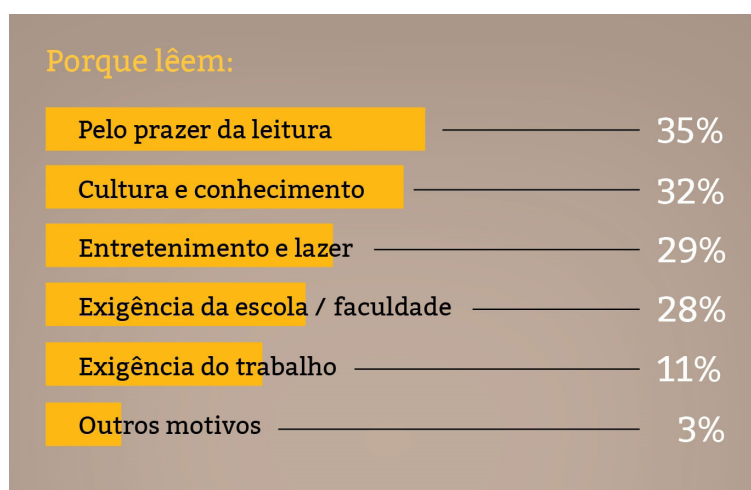 Porque lêem:
Pelo prazer da leitura 35%
Cultura e conhecimento 32%
Entretenimento e lazer 29%
Exigência da escola / faculdade 28%
Exigência do trabalho 11%
Outros motivos 3%